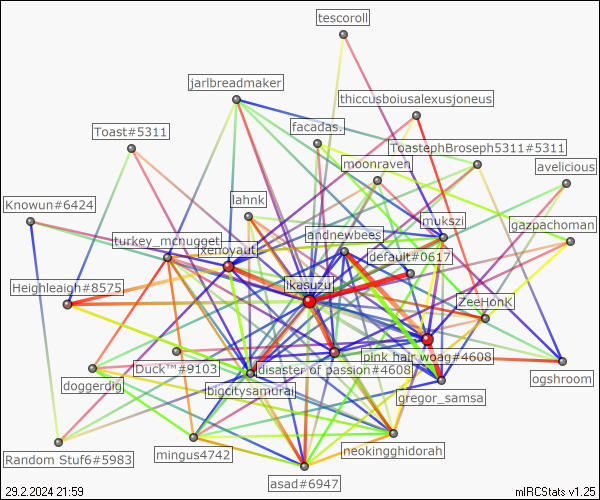 tescoroll
jarlbreadmaker
thiccusboiusalexusjoneus
Toast#5311
facadas.
ToastephBroseph5311#5311
moonraven
avelicious
Knowun#6424
lahnk
mukszi
gazpachoman
turkey_mcnugget
andnewbees
xenoyaut
default#0617
Heighleaigh#8575
ikasuzu
ZeeHonK
pink hair woag#4608
Duck™#9103
disaster of passion#4608
ogshroom
doggerdig
bigcitysamurai
gregor_samsa
Random Stuf6#5983
mingus4742
neokingghidorah
asad#6947
29.2.2024 21:59
mIRCStats v1.25